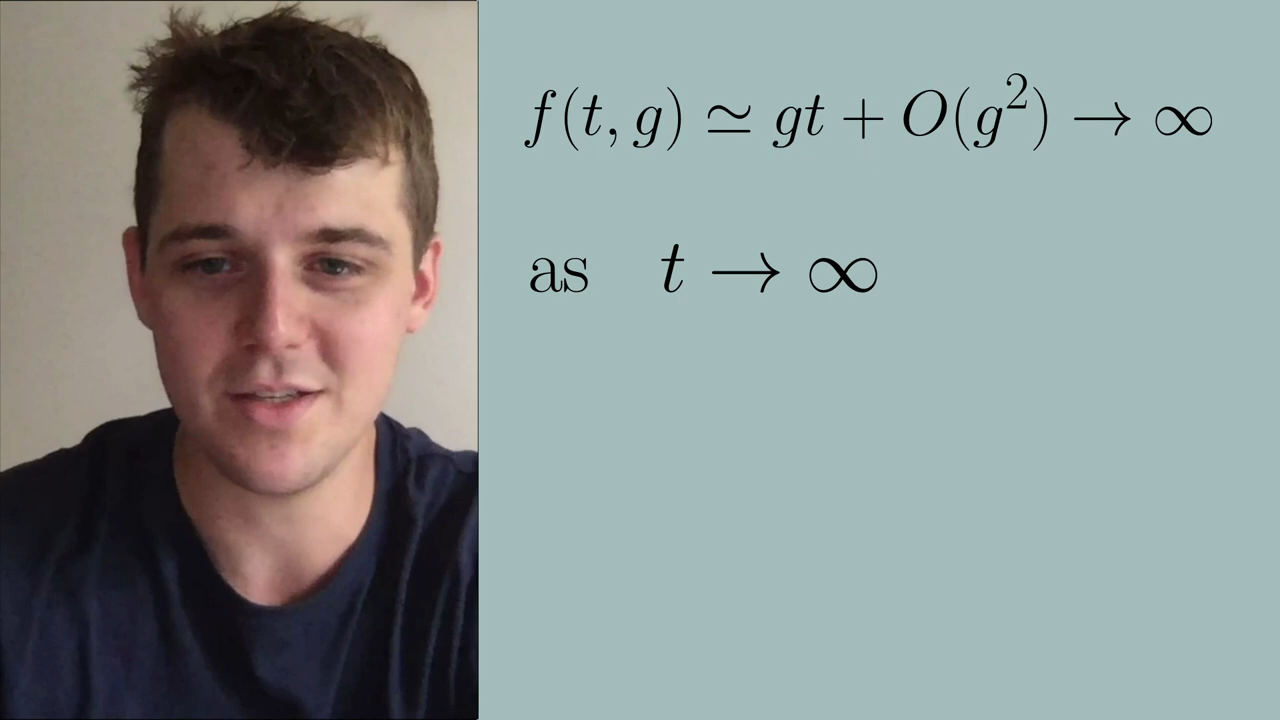 f(t, g) ≃ gt + O(g²) → ∞
as t → ∞